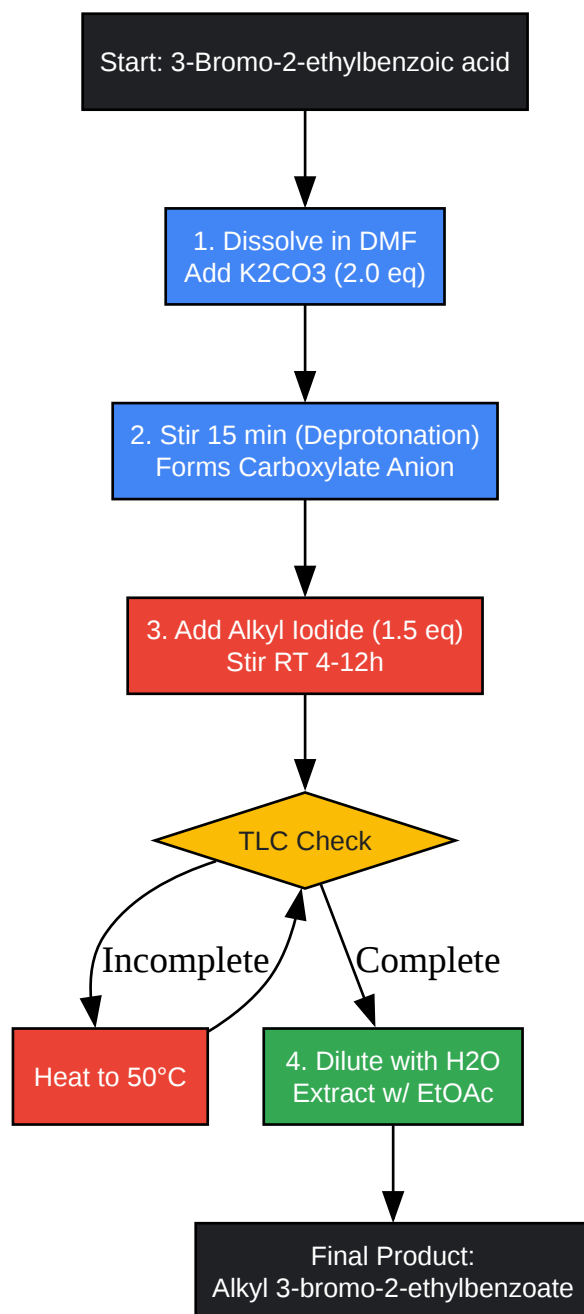 Start: 3-Bromo-2-ethylbenzoic acid
1. Dissolve in DMF
Add K2CO3 (2.0 eq)
2. Stir 15 min (Deprotonation)
Forms Carboxylate Anion
3. Add Alkyl Iodide (1.5 eq)
Stir RT 4-12h
TLC Check
Incomplete
Complete
Heat to 50°C
4. Dilute with H2O
Extract w/ EtOAc
Final Product:
Alkyl 3-bromo-2-ethylbenzoate